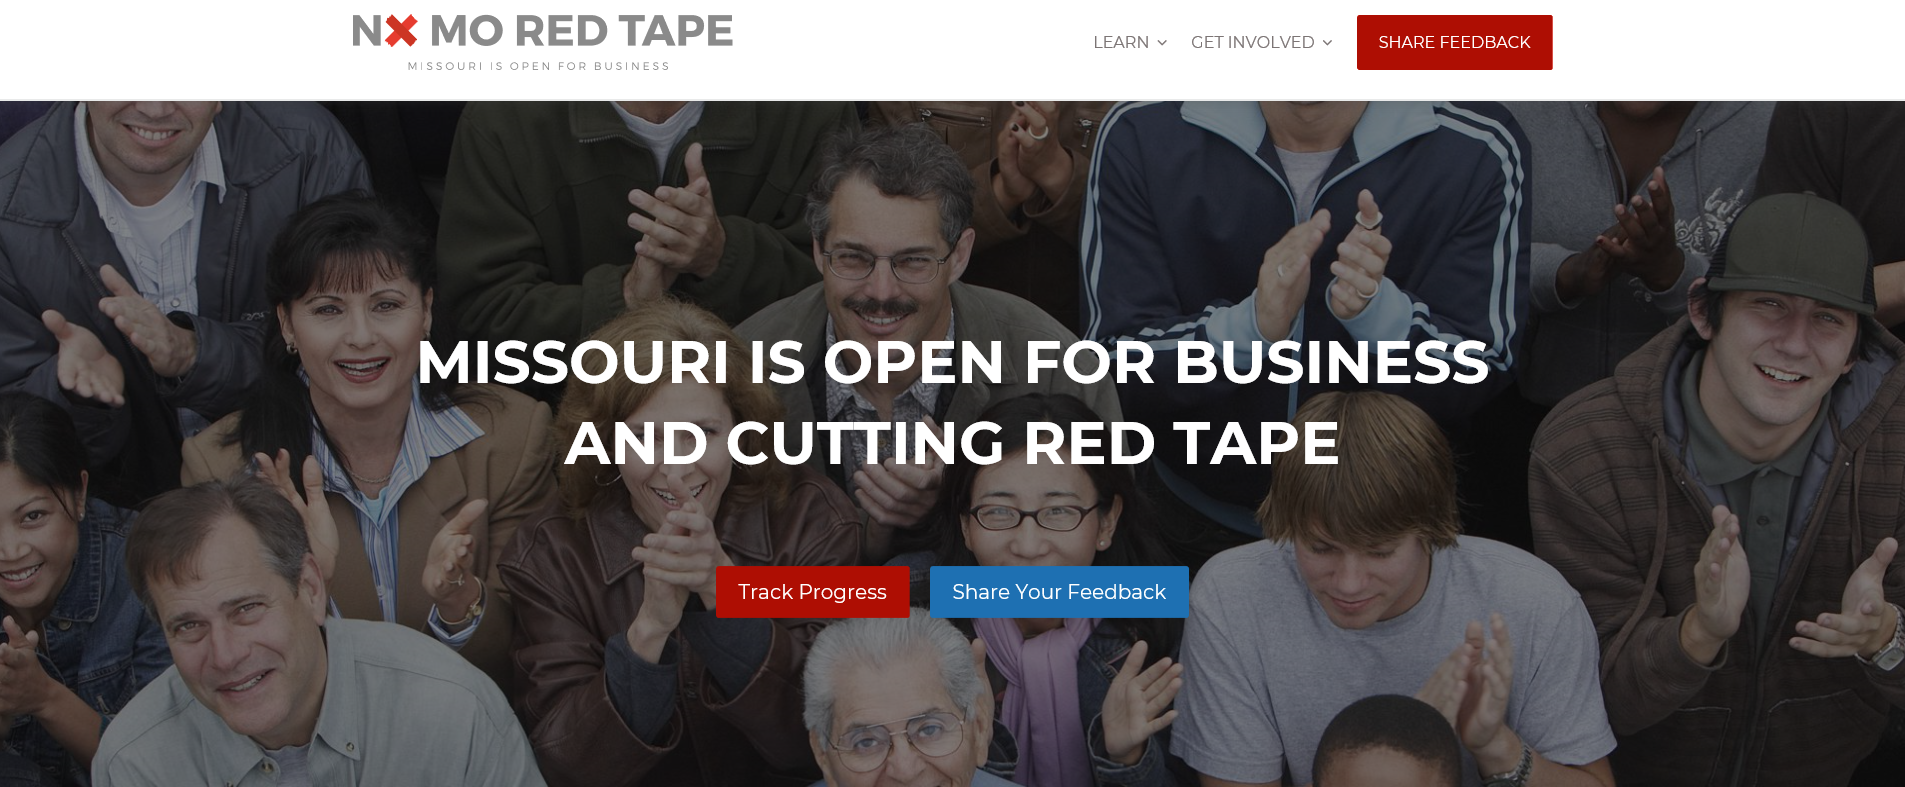 NX MO RED TAPE
MISSOURI IS OPEN FOR BUSINESS
LEARN
GET INVOLVED
SHARE FEEDBACK
MISSOURI IS OPEN FOR BUSINESS
AND CUTTING RED TAPE
Track Progress
Share Your Feedback